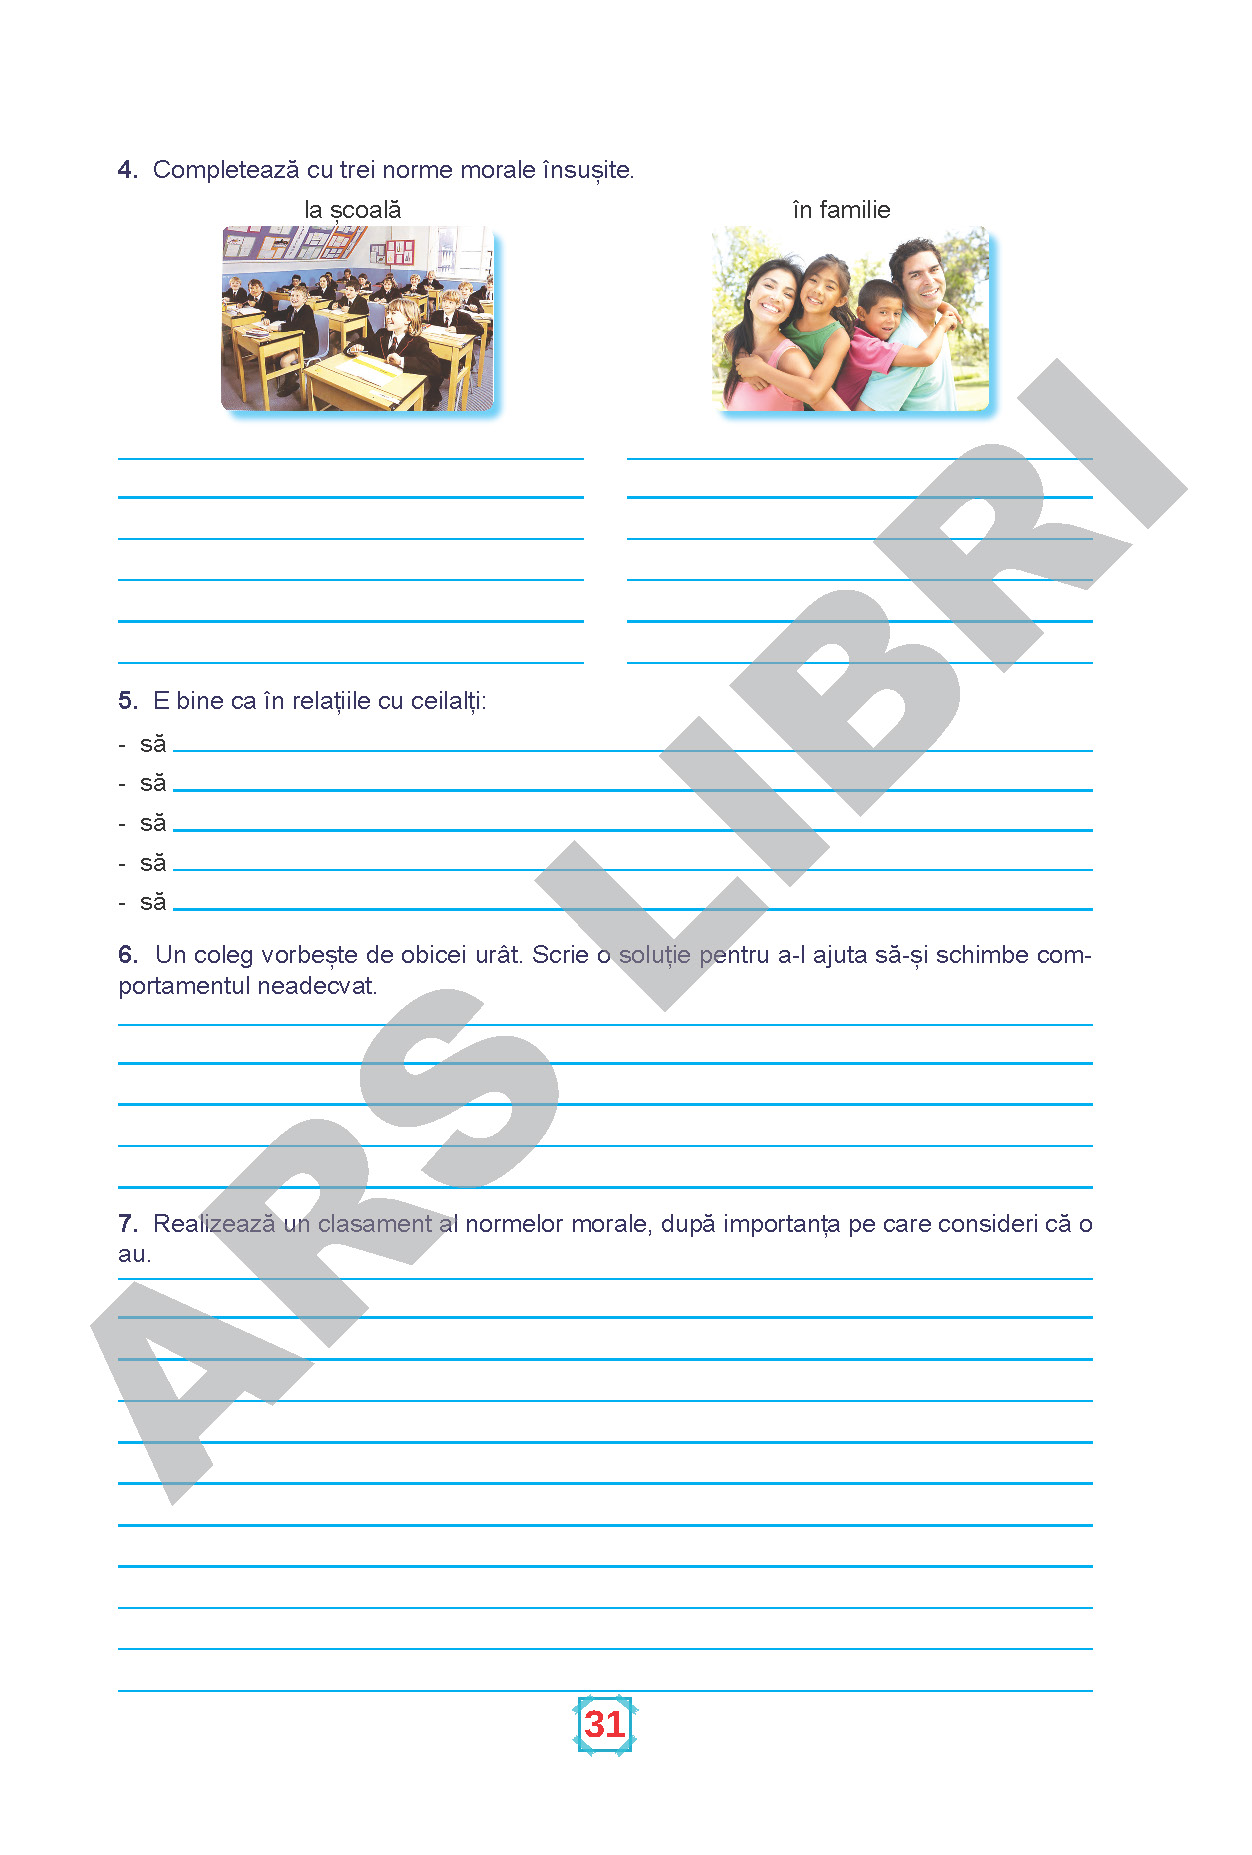 4. Completează cu trei norme morale însușite.
la școală
în familie
5. E bine ca în relațiile cu ceilalți:
- să
- să
- să
- să
- să
6. Un coleg vorbește de obicei urât. Scrie o soluție pentru a-l ajuta să-și schimbe com-
portamentul neadecvat.
7. Realizează un clasament al normelor morale, după importanța pe care consideri că o
au.
31
ARS LIBRI